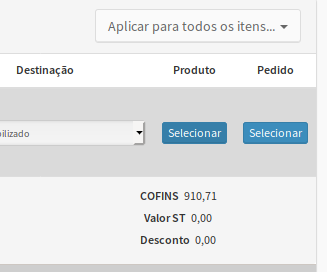 Aplicar para todos os itens...
Destinação Produto Pedido
Selecionar Selecionar
COFINS 910,71
Valor ST 0,00
Desconto 0,00